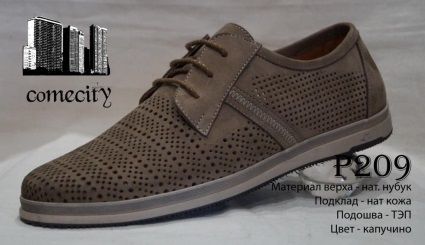 comecity
P209
Материал верха - нат. нубук
Подклад - нат кожа
Подошва - ТЭП
Цвет - капучино